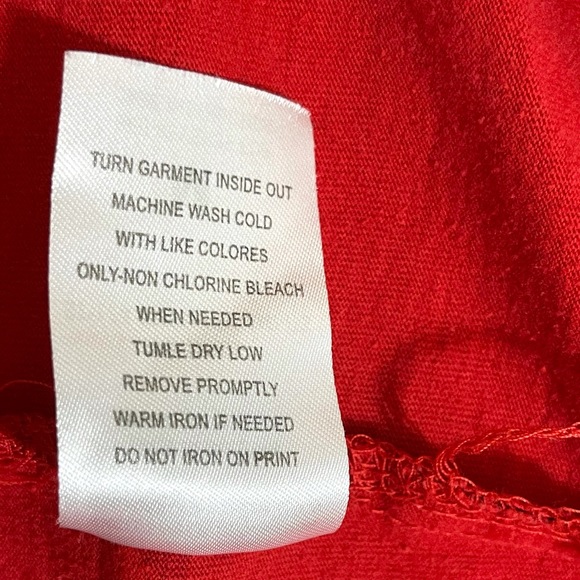 TURN GARMENT INSIDE OUT
MACHINE WASH COLD
WITH LIKE COLORES
ONLY-NON CHLORINE BLEACH
WHEN NEEDED
TUMLE DRY LOW
REMOVE PROMPTLY
WARM IRON IF NEEDED
DO NOT IRON ON PRINT